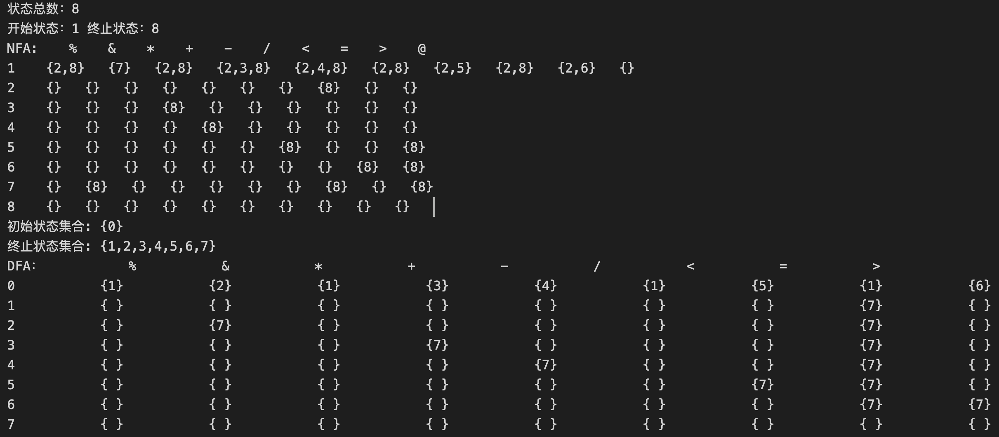 状态总数：8
开始状态：1 终止状态：8
NFA: % & * + - / < = > @
1 {2,8} {7} {2,8} {2,3,8} {2,4,8} {2,8} {2,5} {2,8} {2,6} {}
2 {} {} {} {} {} {} {} {8} {} {}
3 {} {} {} {8} {} {} {} {} {} {}
4 {} {} {} {} {8} {} {} {} {} {}
5 {} {} {} {} {} {} {8} {} {} {8}
6 {} {} {} {} {} {} {} {} {8} {8}
7 {} {8} {} {} {} {} {} {8} {} {8}
8 {} {} {} {} {} {} {} {} {} {}
初始状态集合: {0}
终止状态集合: {1,2,3,4,5,6,7}
DFA: % & * + - / < = >
0 {1} {2} {1} {3} {4} {1} {5} {1} {6}
1 { } { } { } { } { } { } { } {7} { }
2 { } {7} { } { } { } { } { } {7} { }
3 { } { } { } {7} { } { } { } {7} { }
4 { } { } { } { } {7} { } { } {7} { }
5 { } { } { } { } { } { } {7} {7} { }
6 { } { } { } { } { } { } { } {7} {7}
7 { } { } { } { } { } { } { } { } { }